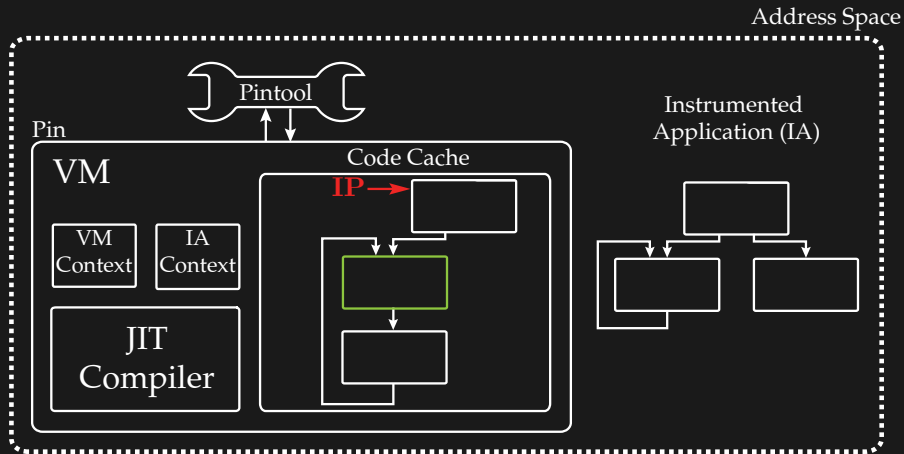 Address Space
Pintool
Instrumented
Application (IA)
Pin
VM
Code Cache
IP
VM
Context
IA
Context
JIT
Compiler